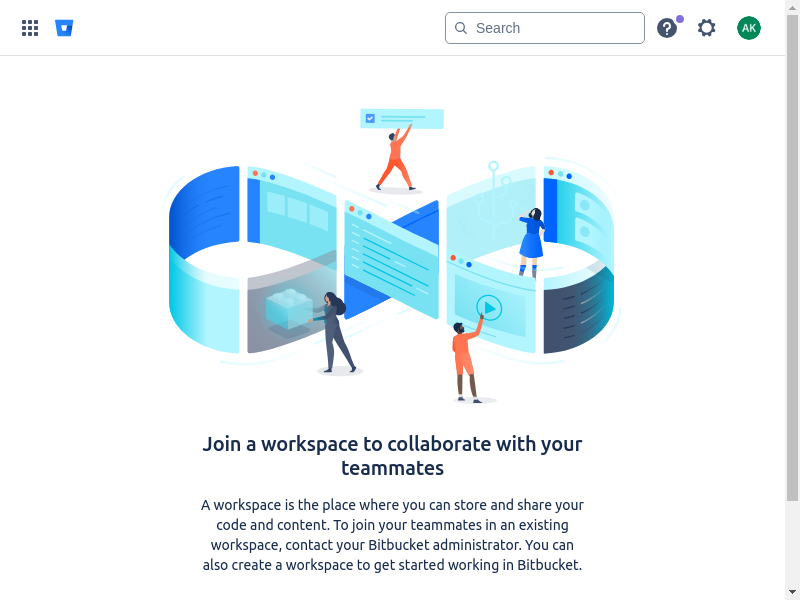 Search
?
AK
Join a workspace to collaborate with your
teammates
A workspace is the place where you can store and share your
code and content. To join your teammates in an existing
workspace, contact your Bitbucket administrator. You can
also create a workspace to get started working in Bitbucket.